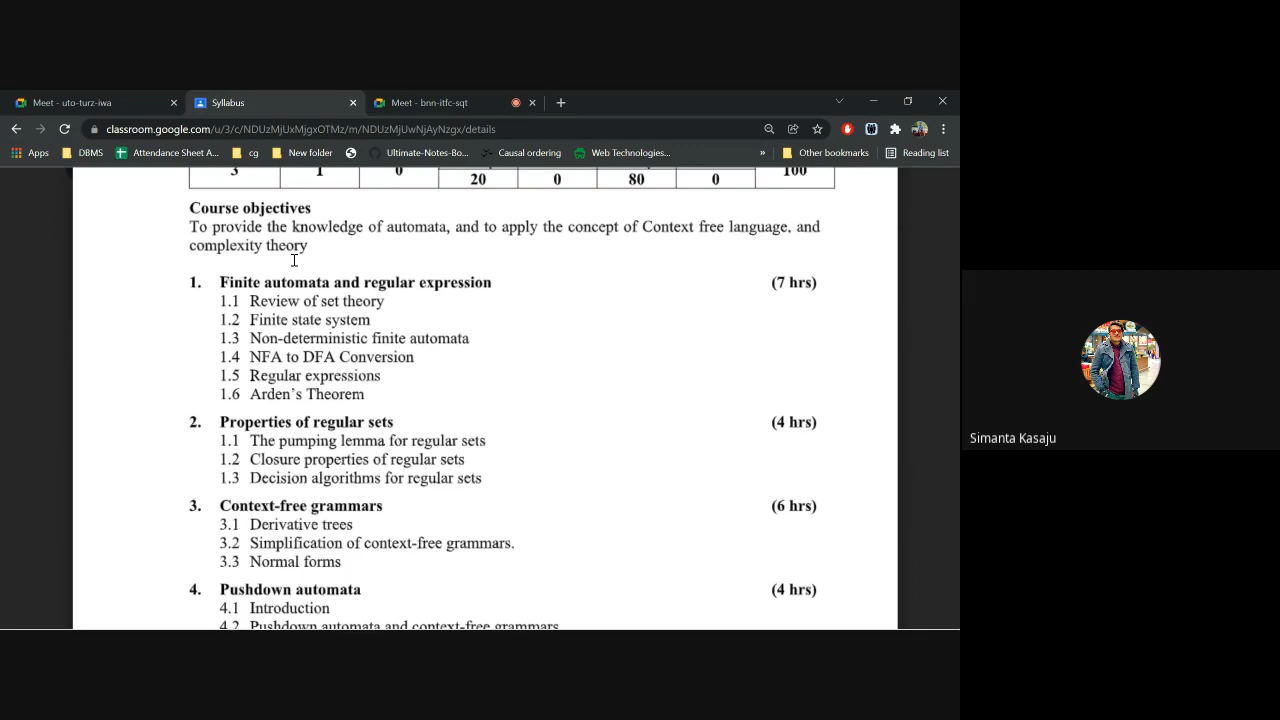 Meet - uto-turz-iwa
Syllabus
Meet - bnn-itfc-sqt
classroom.google.com/u/3/c/NDUzMjUxMjgxOTMz/m/NDUzMjUwNjAyNzgx/details
Apps DBMS Attendance Sheet A... cg New folder Ultimate-Notes-Bo... Causal ordering Web Technologies... » Other bookmarks Reading list
3 1 0 20 0 80 0 100
Course objectives
To provide the knowledge of automata, and to apply the concept of Context free language, and
complexity theory
1. Finite automata and regular expression (7 hrs)
1.1 Review of set theory
1.2 Finite state system
1.3 Non-deterministic finite automata
1.4 NFA to DFA Conversion
1.5 Regular expressions
1.6 Arden's Theorem
2. Properties of regular sets (4 hrs)
1.1 The pumping lemma for regular sets
1.2 Closure properties of regular sets
1.3 Decision algorithms for regular sets
3. Context-free grammars (6 hrs)
3.1 Derivative trees
3.2 Simplification of context-free grammars.
3.3 Normal forms
4. Pushdown automata (4 hrs)
4.1 Introduction
4.2 Pushdown automata and context-free grammars
Simanta Kasaju